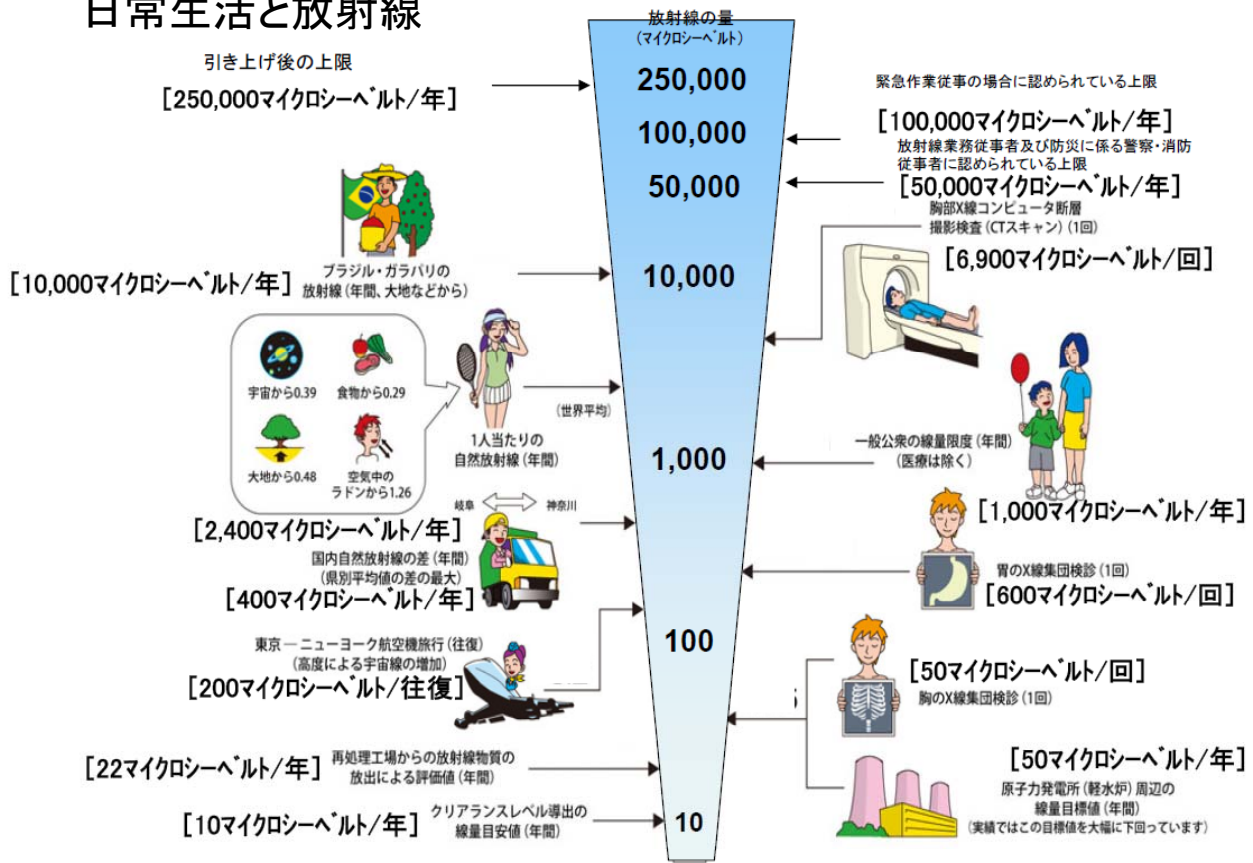 日常生活と放射線
放射線の量
(マイクロシーベルト)
250,000
100,000
50,000
10,000
1,000
100
10
引き上げ後の上限
[250,000マイクロシーベルト/年]
ブラジル・ガラパリの
放射線(年間、大地などから)
[10,000マイクロシーベルト/年]
宇宙から0.39
食物から0.29
大地から0.48
空気中の
ラドンから1.26
1人当たりの
自然放射線(年間)
(世界平均)
[2,400マイクロシーベルト/年]
岐阜
神奈川
国内自然放射線の差(年間)
(県別平均値の差の最大)
[400マイクロシーベルト/年]
東京―ニューヨーク航空機旅行(往復)
(高度による宇宙線の増加)
[200マイクロシーベルト/往復]
[22マイクロシーベルト/年]
再処理工場からの放射線物質の
放出による評価値(年間)
[10マイクロシーベルト/年]
クリアランスレベル導出の
線量目安値(年間)
緊急作業従事の場合に認められている上限
[100,000マイクロシーベルト/年]
放射線業務従事者及び防災に係る警察・消防
従事者に認められている上限
[50,000マイクロシーベルト/年]
胸部X線コンピュータ断層
撮影検査(CTスキャン)(1回)
[6,900マイクロシーベルト/回]
一般公衆の線量限度(年間)
(医療は除く)
[1,000マイクロシーベルト/年]
胃のX線集団検診(1回)
[600マイクロシーベルト/回]
[50マイクロシーベルト/回]
胸のX線集団検診(1回)
[50マイクロシーベルト/年]
原子力発電所(軽水炉)周辺の
線量目標値(年間)
(実績ではこの目標値を大幅に下回っています)